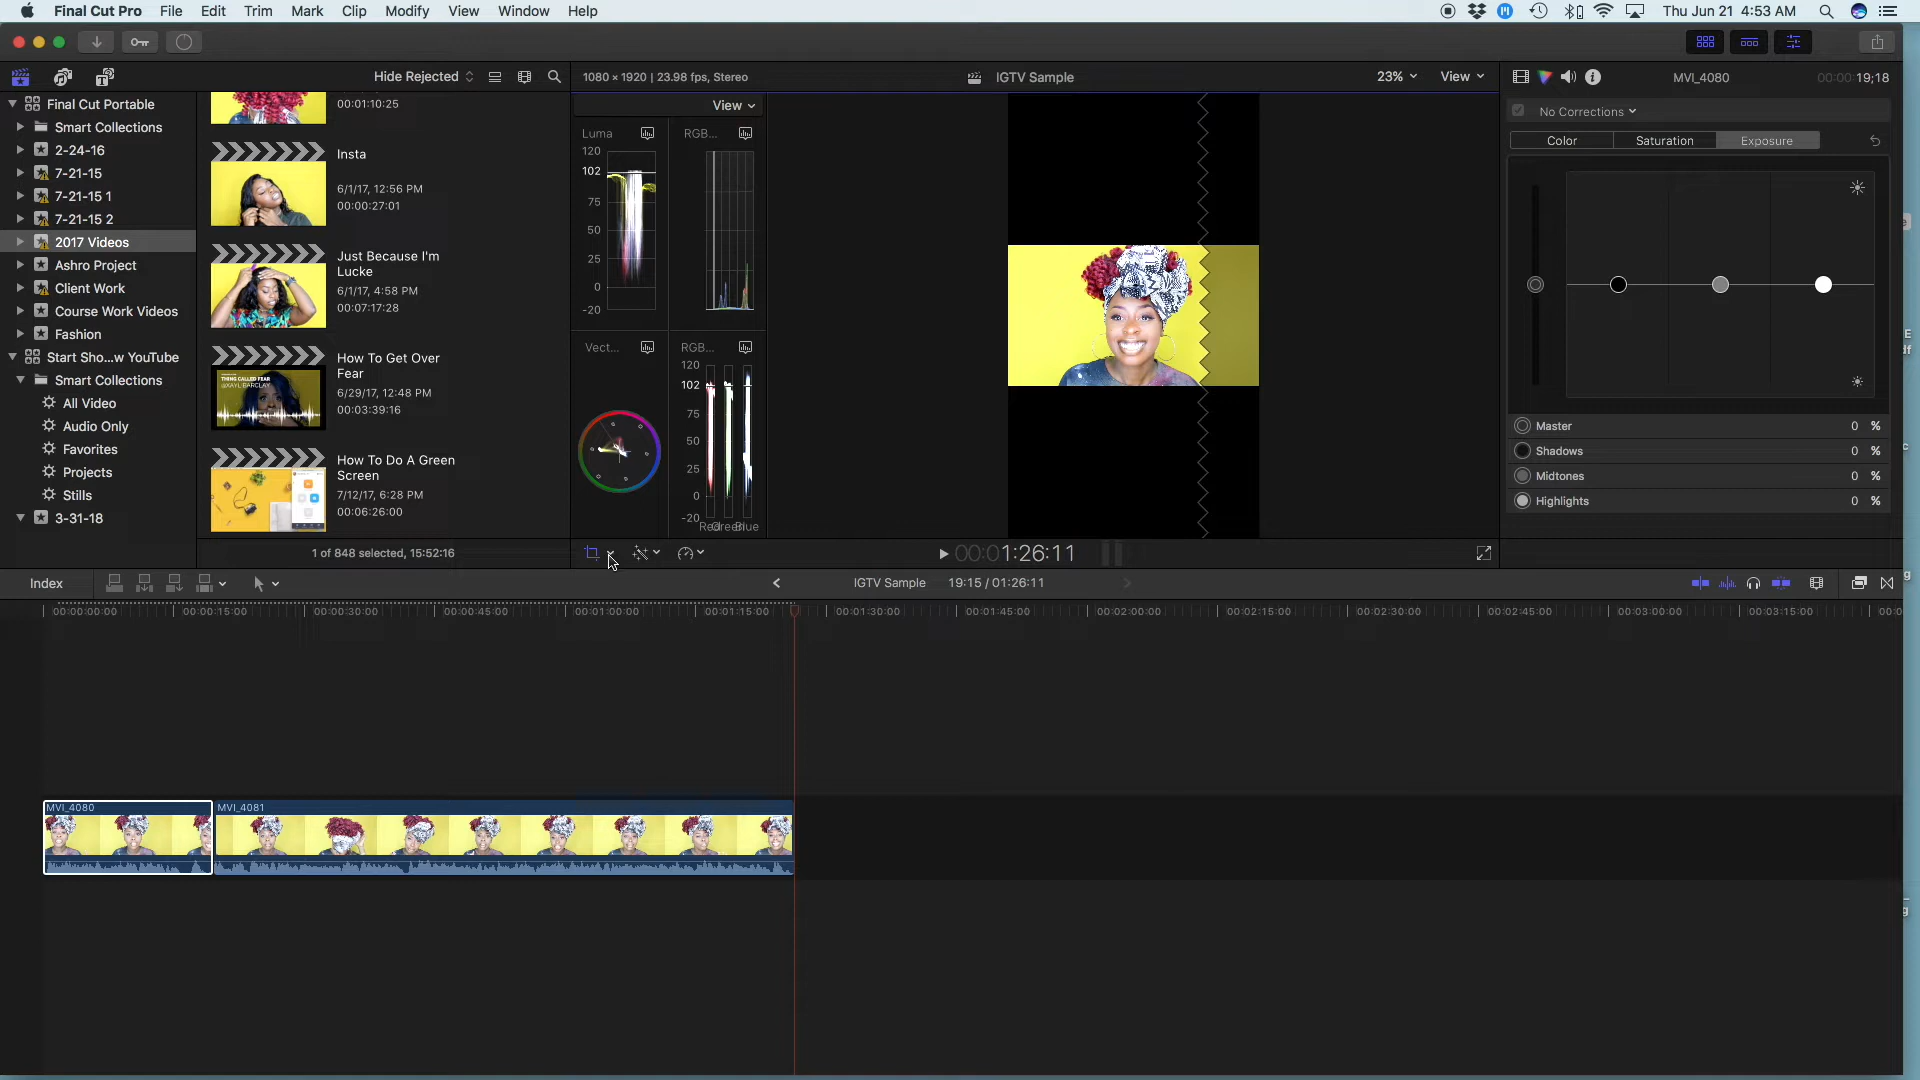 Final Cut Pro File Edit Trim Mark Clip Modify View Window Help
Thu Jun 21 4:53 AM
Hide Rejected
1080 × 1920 | 23.98 fps, Stereo
IGTV Sample
23%
View
MVI_4080
00:00:19;18
Final Cut Portable
Smart Collections
2-24-16
7-21-15
7-21-15 1
7-21-15 2
2017 Videos
Ashro Project
Client Work
Course Work Videos
Fashion
Start Sho...w YouTube
Smart Collections
All Video
Audio Only
Favorites
Projects
Stills
3-31-18
00:01:10:25
Insta
6/1/17, 12:56 PM
00:00:27:01
Just Because I'm
Lucke
6/1/17, 4:58 PM
00:07:17:28
THING CALLED FEAR
How To Get Over
Fear
6/29/17, 12:48 PM
00:03:39:16
How To Do A Green
Screen
7/12/17, 6:28 PM
00:06:26:00
1 of 848 selected, 15:52:16
View
Luma
120
102
75
50
25
0
-20
RGB...
Vect...
RGB...
120
102
75
50
25
0
-20
Red Green Blue
00:01:26:11
No Corrections
Color
Saturation
Exposure
Master 0 %
Shadows 0 %
Midtones 0 %
Highlights 0 %
Index
IGTV Sample
19:15 / 01:26:11
00:00:00:00 00:00:15:00 00:00:30:00 00:00:45:00 00:01:00:00 00:01:15:00 00:01:30:00 00:01:45:00 00:02:00:00 00:02:15:00 00:02:30:00 00:02:45:00 00:03:00:00 00:03:15:00
MVI_4080
MVI_4081